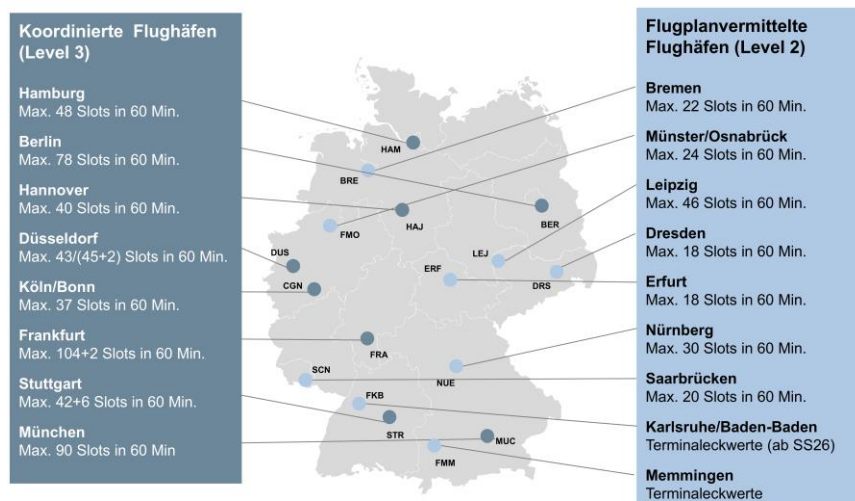 Koordinierte Flughäfen
(Level 3)
Hamburg
Max. 48 Slots in 60 Min.
Berlin
Max. 78 Slots in 60 Min.
Hannover
Max. 40 Slots in 60 Min.
Düsseldorf
Max. 43/(45+2) Slots in 60 Min.
Köln/Bonn
Max. 37 Slots in 60 Min.
Frankfurt
Max. 104+2 Slots in 60 Min.
Stuttgart
Max. 42+6 Slots in 60 Min.
München
Max. 90 Slots in 60 Min
HAM
BRE
HAJ
BER
FMO
DUS
LEJ
ERF
CGN
DRS
FRA
SCN
NUE
FKB
STR
MUC
FMM
Flugplanvermittelte
Flughäfen (Level 2)
Bremen
Max. 22 Slots in 60 Min.
Münster/Osnabrück
Max. 24 Slots in 60 Min.
Leipzig
Max. 46 Slots in 60 Min.
Dresden
Max. 18 Slots in 60 Min.
Erfurt
Max. 18 Slots in 60 Min.
Nürnberg
Max. 30 Slots in 60 Min.
Saarbrücken
Max. 20 Slots in 60 Min.
Karlsruhe/Baden-Baden
Terminaleckwerte (ab SS26)
Memmingen
Terminaleckwerte